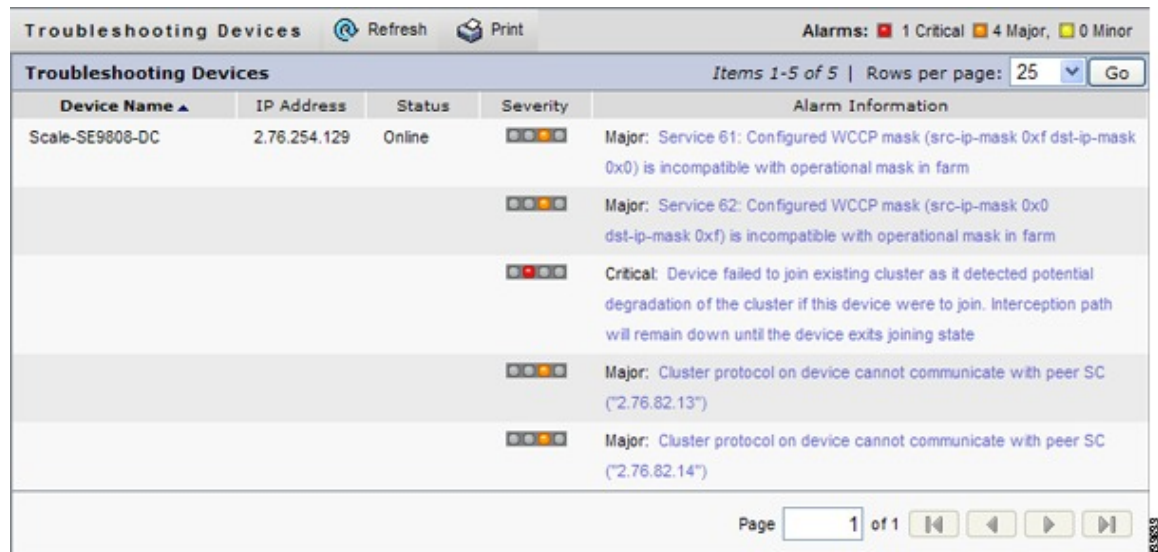 Troubleshooting Devices Refresh Print Alarms: 1 Critical 4 Major, 0 Minor
Troubleshooting Devices Items 1-5 of 5 | Rows per page: 25 Go
Device Name IP Address Status Severity Alarm Information
Scale-SE9808-DC 2.76.254.129 Online Major: Service 61: Configured WCCP mask (src-ip-mask 0xf dst-ip-mask
0x0) is incompatible with operational mask in farm
Major: Service 62: Configured WCCP mask (src-ip-mask 0x0
dst-ip-mask 0xf) is incompatible with operational mask in farm
Critical: Device failed to join existing cluster as it detected potential
degradation of the cluster if this device were to join. Interception path
will remain down until the device exits joining state
Major: Cluster protocol on device cannot communicate with peer SC
("2.76.82.13")
Major: Cluster protocol on device cannot communicate with peer SC
("2.76.82.14")
Page 1 of 1